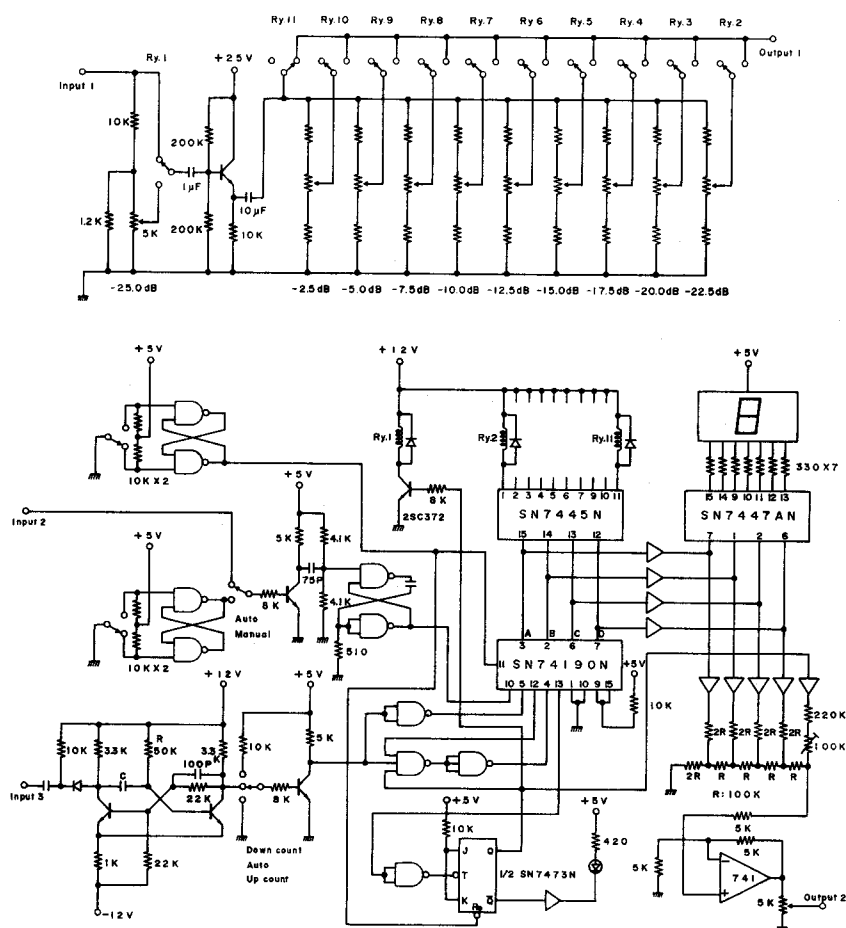 Ry.11 Ry.10 Ry.9 Ry.8 Ry.7 Ry.6 Ry.5 Ry.4 Ry.3 Ry.2
Ry.1
+25V
Output 1
Input 1
10K
200K
1μF
10μF
1.2K
5K
200K
10K
-25.0dB
-2.5dB -5.0dB -7.5dB -10.0dB -12.5dB -15.0dB -17.5dB -20.0dB -22.5dB
+5V
+12V
+5V
10KX2
Ry.1
Ry.2
Ry.11
330X7
8K
2SC372
1 2 3 4 5 6 7 9 10 11
SN7445N
15 14 13 12
15 14 9 10 11 12 13
SN7447AN
7 1 2 6
Input 2
+5V
+5V
5K
4.1K
75P
8K
4.1K
Auto
Manual
10KX2
510
A B C D
3 2 6 7
11 SN74190N
10 5 12 4 13 1 10 9 15
+5V
10K
+12V
+5V
10K
3.3K
R
50K
3.3K
100P
10K
5K
C
22K
Input 3
8K
1K
22K
-12V
Down count
Auto
Up count
220K
100K
2R 2R 2R 2R
2R R R R R
R:100K
+5V
10K
J Q
T
K Q
R
1/2 SN7473N
+5V
420
5K
5K
5K
741
-
+
5K
Output 2